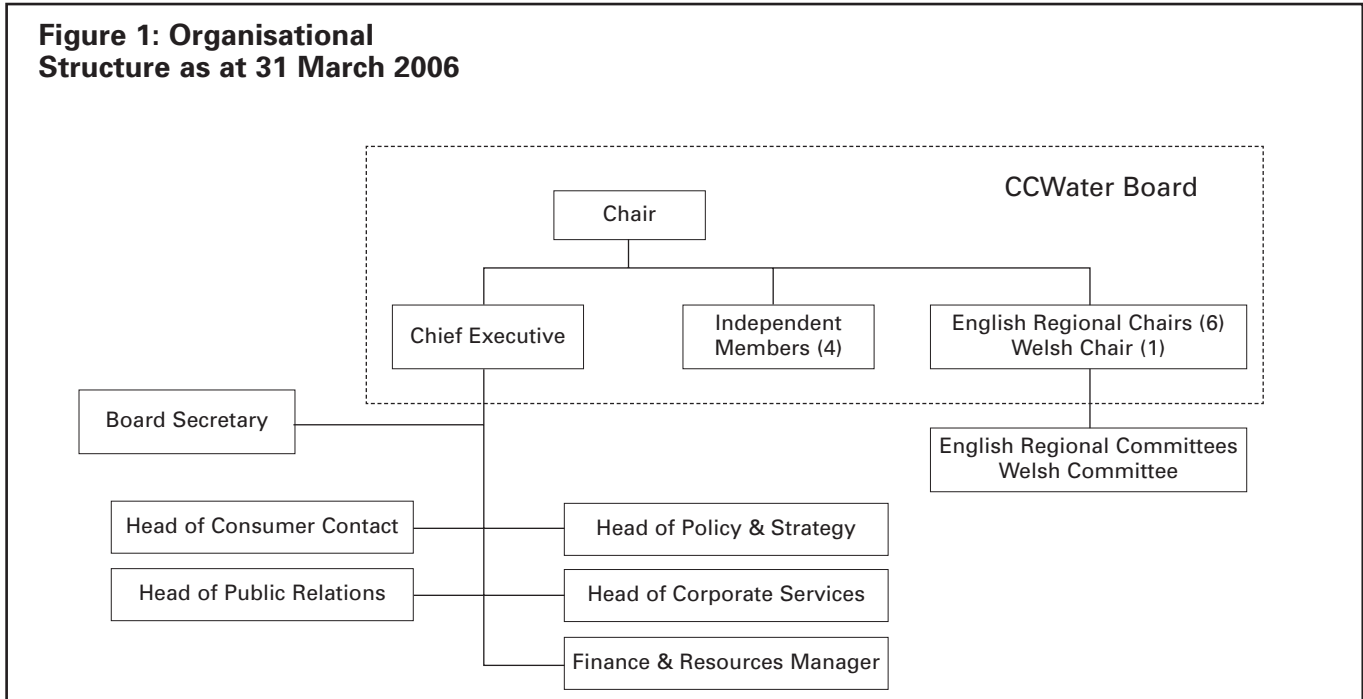 Figure 1: Organisational
Structure as at 31 March 2006
CCWater Board
Chair
Chief Executive
Independent
Members (4)
English Regional Chairs (6)
Welsh Chair (1)
Board Secretary
English Regional Committees
Welsh Committee
Head of Consumer Contact
Head of Policy & Strategy
Head of Public Relations
Head of Corporate Services
Finance & Resources Manager